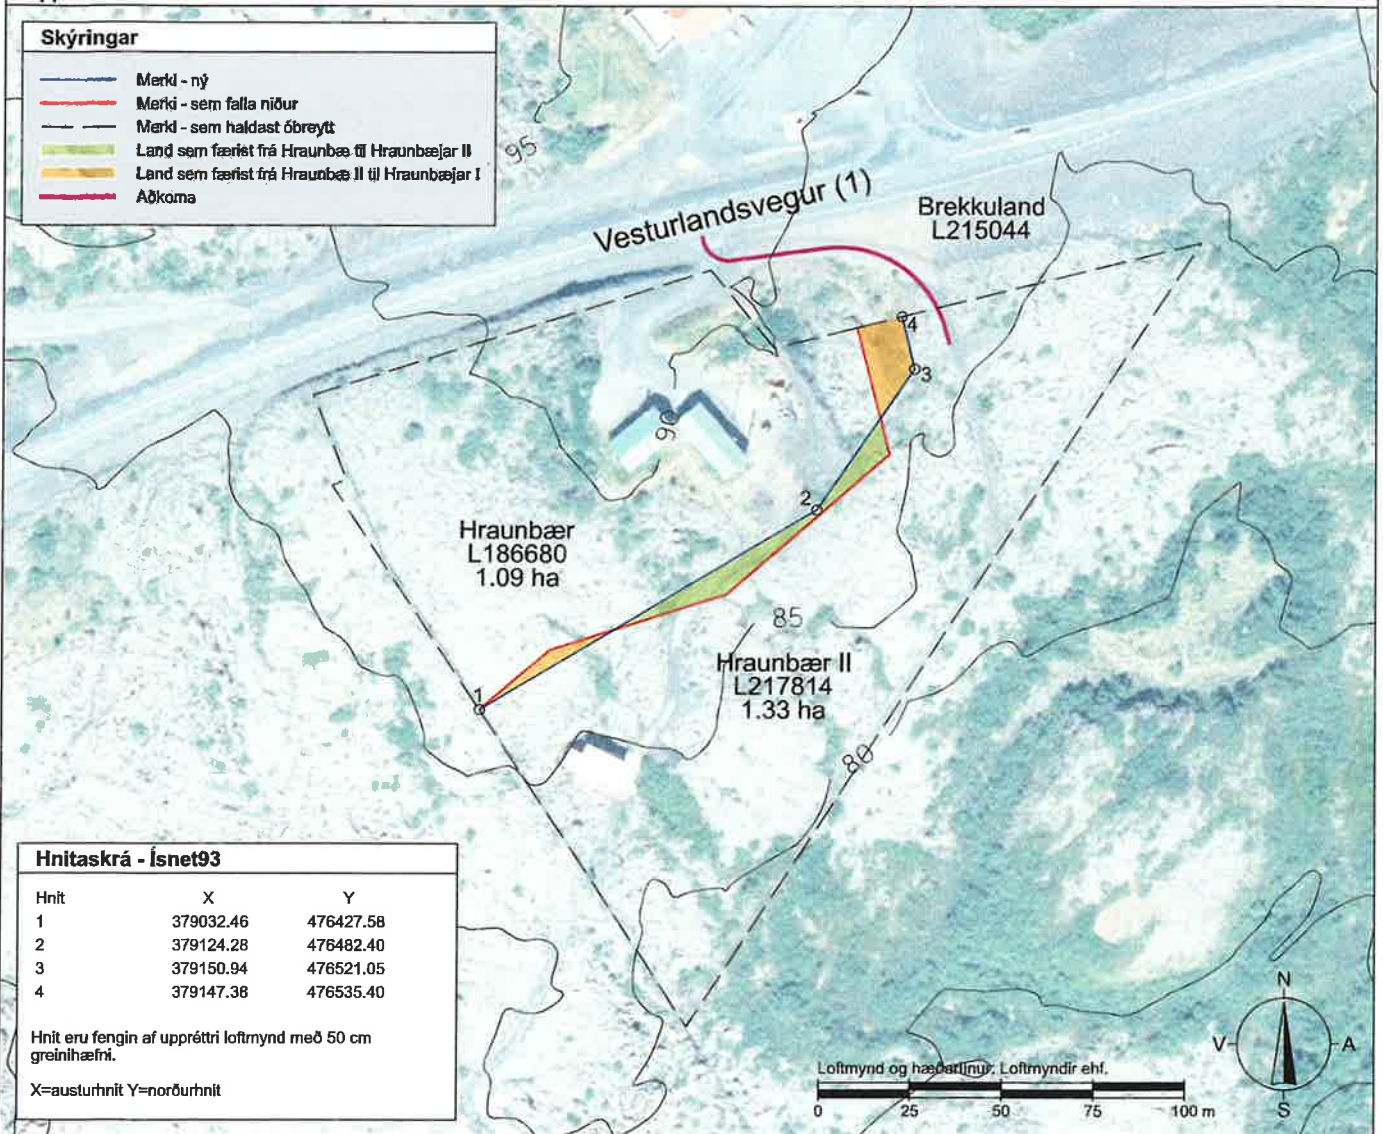 Skýringar
Merki - ný
Merki - sem falla niður
Merki - sem haldast óbreytt
Land sem færist frá Hraunbæ til Hraunbæjar II
Land sem færist frá Hraunbæ II til Hraunbæjar I
Aðkoma
95
Vesturlandsvegur (1)
Brekkuland
L215044
4
3
90
2
Hraunbær
L186680
1.09 ha
85
Hraunbær II
L217814
1.33 ha
1
80
Hnitaskrá - Ísnet93
Hnit X Y
1 379032.46 476427.58
2 379124.28 476482.40
3 379150.94 476521.05
4 379147.38 476535.40
Hnit eru fengin af uppréttri loftmynd með 50 cm
greinihæfni.
X=austurhnit Y=norðurhnit
Loftmynd og hæðarlínur: Loftmyndir ehf.
0 25 50 75 100 m
N
V A
S